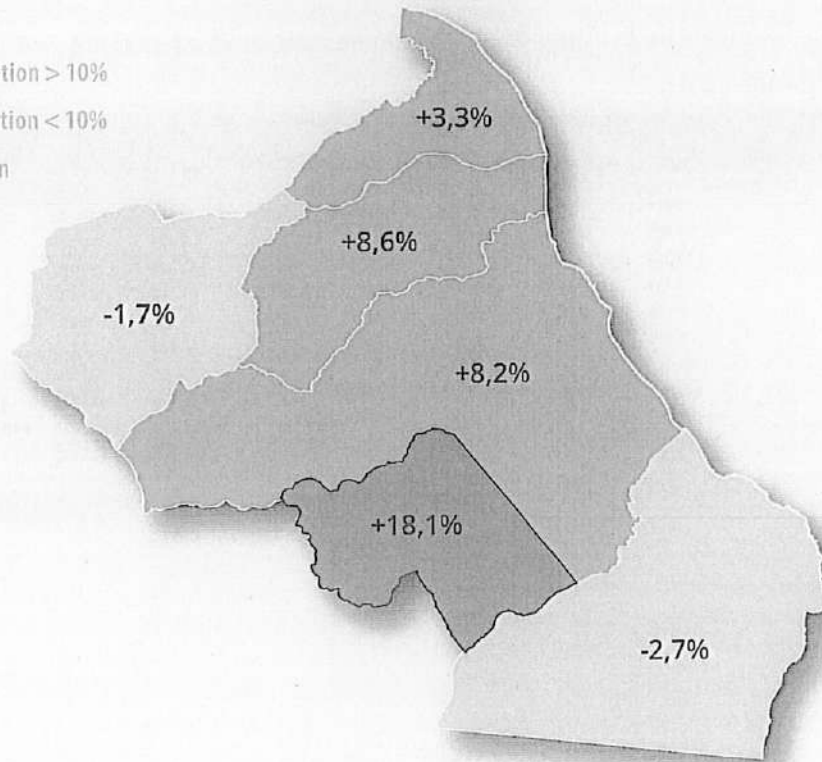 tion > 10%
tion < 10%
n
+3,3%
+8,6%
-1,7%
+8,2%
+18,1%
-2,7%